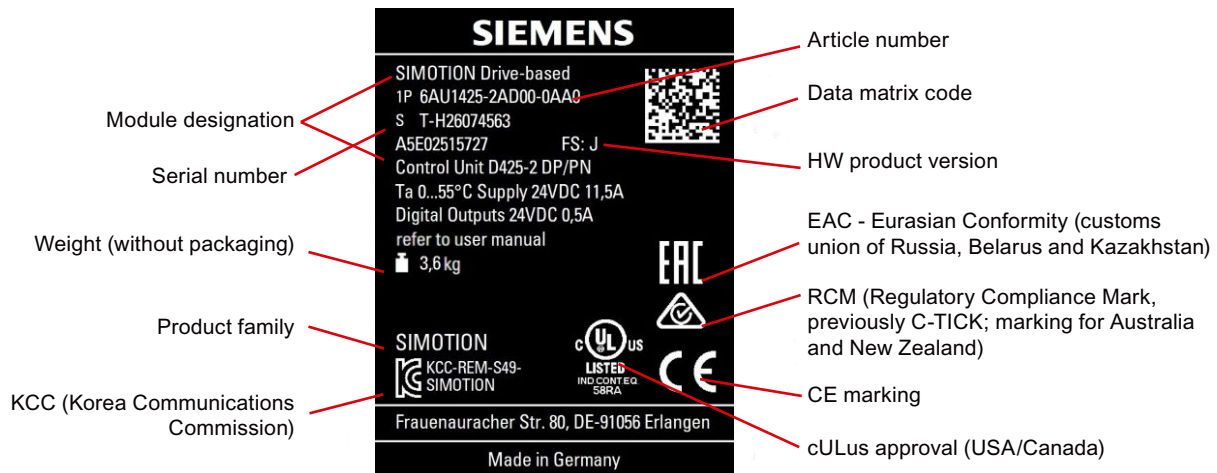 SIEMENS
SIMOTION Drive-based
1P 6AU1425-2AD00-0AA0
S T-H26074563
A5E02515727 FS: J
Control Unit D425-2 DP/PN
Ta 0...55°C Supply 24VDC 11,5A
Digital Outputs 24VDC 0,5A
refer to user manual
3,6 kg
EAC
SIMOTION
KCC-REM-S49-
SIMOTION
c UL us
LISTED
IND CONT EQ
58RA
CE
Frauenauracher Str. 80, DE-91056 Erlangen
Made in Germany
Module designation
Serial number
Weight (without packaging)
Product family
KCC (Korea Communications
Commission)
Article number
Data matrix code
HW product version
EAC - Eurasian Conformity (customs
union of Russia, Belarus and Kazakhstan)
RCM (Regulatory Compliance Mark,
previously C-TICK; marking for Australia
and New Zealand)
CE marking
cULus approval (USA/Canada)